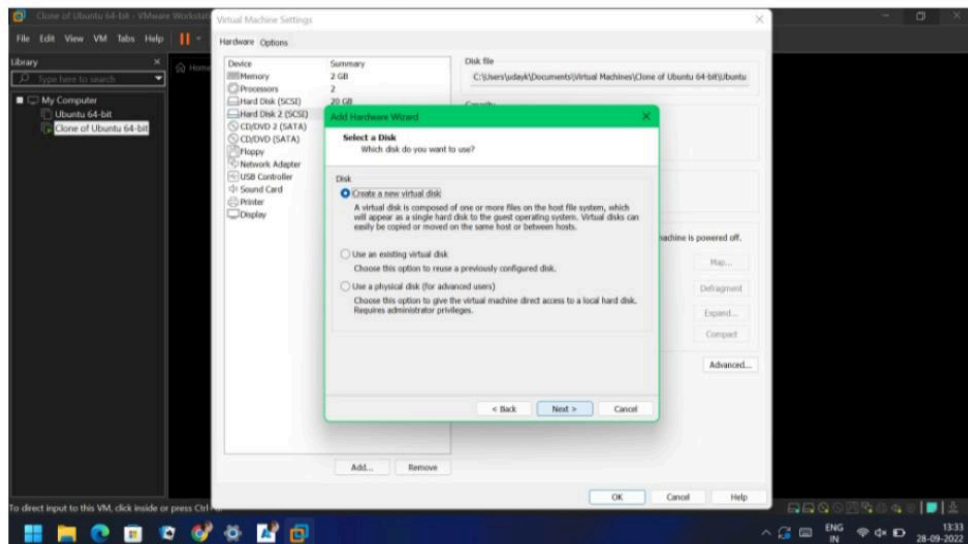 Clone of Ubuntu 64-bit - VMware Workstati
Virtual Machine Settings
File Edit View VM Tabs Help
Hardware Options
Library
Type here to search
Home
My Computer
Ubuntu 64-bit
Clone of Ubuntu 64-bit
Device Summary
Memory 2 GB
Processors 2
Hard Disk (SCSI) 20 GB
Hard Disk 2 (SCSI)
CD/DVD 2 (SATA)
CD/DVD (SATA)
Floppy
Network Adapter
USB Controller
Sound Card
Printer
Display
Disk file
C:\Users\udayk\Documents\Virtual Machines\Clone of Ubuntu 64-bit\Ubuntu
Add Hardware Wizard
Select a Disk
Which disk do you want to use?
Disk
Create a new virtual disk
A virtual disk is composed of one or more files on the host file system, which
will appear as a single hard disk to the guest operating system. Virtual disks can
easily be copied or moved on the same host or between hosts.
Use an existing virtual disk
Choose this option to reuse a previously configured disk.
Use a physical disk (for advanced users)
Choose this option to give the virtual machine direct access to a local hard disk.
Requires administrator privileges.
< Back Next > Cancel
machine is powered off.
Map...
Defragment
Expand...
Compact
Advanced...
Add... Remove
OK Cancel Help
To direct input to this VM, click inside or press Ctrl
ENG
IN
13:33
28-09-2022